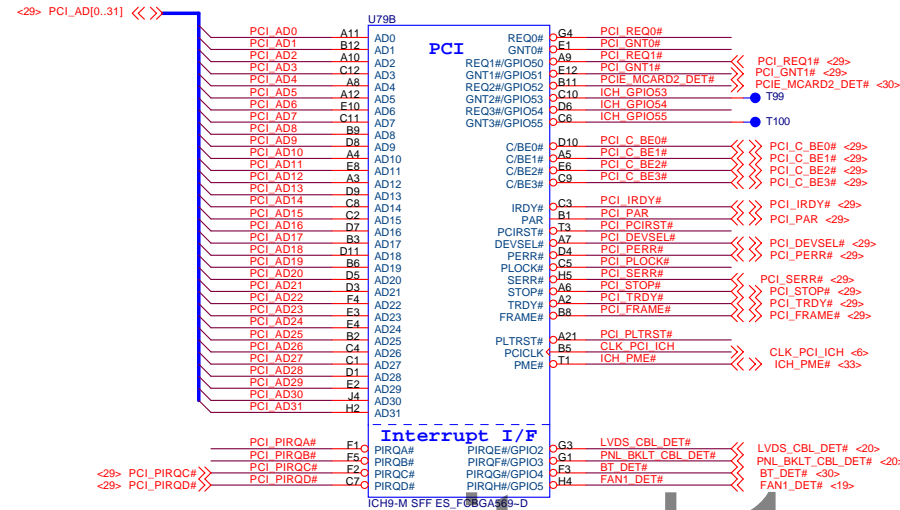 <29> PCI_AD[0..31]
U79B
PCI
PCI_AD0 A11 AD0 REQ0# G4 PCI_REQ0#
PCI_AD1 B12 AD1 GNT0# E1 PCI_GNT0#
PCI_AD2 A10 AD2 REQ1#/GPIO50 A9 PCI_REQ1# PCI_REQ1# <29>
PCI_AD3 C12 AD3 GNT1#/GPIO51 E12 PCI_GNT1# PCI_GNT1# <29>
PCI_AD4 A8 AD4 REQ2#/GPIO52 B11 PCIE_MCARD2_DET# PCIE_MCARD2_DET# <30>
PCI_AD5 A12 AD5 GNT2#/GPIO53 C10 ICH_GPIO53 T99
PCI_AD6 E10 AD6 REQ3#/GPIO54 D6 ICH_GPIO54
PCI_AD7 C11 AD7 GNT3#/GPIO55 C6 ICH_GPIO55 T100
PCI_AD8 B9 AD8
PCI_AD9 D8 AD9 C/BE0# D10 PCI_C_BE0# PCI_C_BE0# <29>
PCI_AD10 A4 AD10 C/BE1# A5 PCI_C_BE1# PCI_C_BE1# <29>
PCI_AD11 E8 AD11 C/BE2# E6 PCI_C_BE2# PCI_C_BE2# <29>
PCI_AD12 A3 AD12 C/BE3# C9 PCI_C_BE3# PCI_C_BE3# <29>
PCI_AD13 D9 AD13
PCI_AD14 C8 AD14 IRDY# C3 PCI_IRDY# PCI_IRDY# <29>
PCI_AD15 C2 AD15 PAR B1 PCI_PAR PCI_PAR <29>
PCI_AD16 D7 AD16 PCIRST# T3 PCI_PCIRST#
PCI_AD17 B3 AD17 DEVSEL# A7 PCI_DEVSEL# PCI_DEVSEL# <29>
PCI_AD18 D11 AD18 PERR# D4 PCI_PERR# PCI_PERR# <29>
PCI_AD19 B6 AD19 PLOCK# C5 PCI_PLOCK#
PCI_AD20 D5 AD20 SERR# H5 PCI_SERR# PCI_SERR# <29>
PCI_AD21 D3 AD21 STOP# A6 PCI_STOP# PCI_STOP# <29>
PCI_AD22 F4 AD22 TRDY# A2 PCI_TRDY# PCI_TRDY# <29>
PCI_AD23 E3 AD23 FRAME# B8 PCI_FRAME# PCI_FRAME# <29>
PCI_AD24 E4 AD24
PCI_AD25 B2 AD25 PLTRST# A21 PCI_PLTRST#
PCI_AD26 C4 AD26 PCICLK B5 CLK_PCI_ICH CLK_PCI_ICH <6>
PCI_AD27 C1 AD27 PME# T1 ICH_PME# ICH_PME# <33>
PCI_AD28 D1 AD28
PCI_AD29 E2 AD29
PCI_AD30 J4 AD30
PCI_AD31 H2 AD31
Interrupt I/F
PCI_PIRQA# F1 PIRQA# PIRQE#/GPIO2 G3 LVDS_CBL_DET# LVDS_CBL_DET# <20>
PCI_PIRQB# F5 PIRQB# PIRQF#/GPIO3 G1 PNL_BKLT_CBL_DET# PNL_BKLT_CBL_DET# <20>
<29> PCI_PIRQC# PCI_PIRQC# F2 PIRQC# PIRQG#/GPIO4 F3 BT_DET# BT_DET# <30>
<29> PCI_PIRQD# PCI_PIRQD# C7 PIRQD# PIRQH#/GPIO5 H4 FAN1_DET# FAN1_DET# <19>
ICH9-M SFF ES_FCBGA569~D